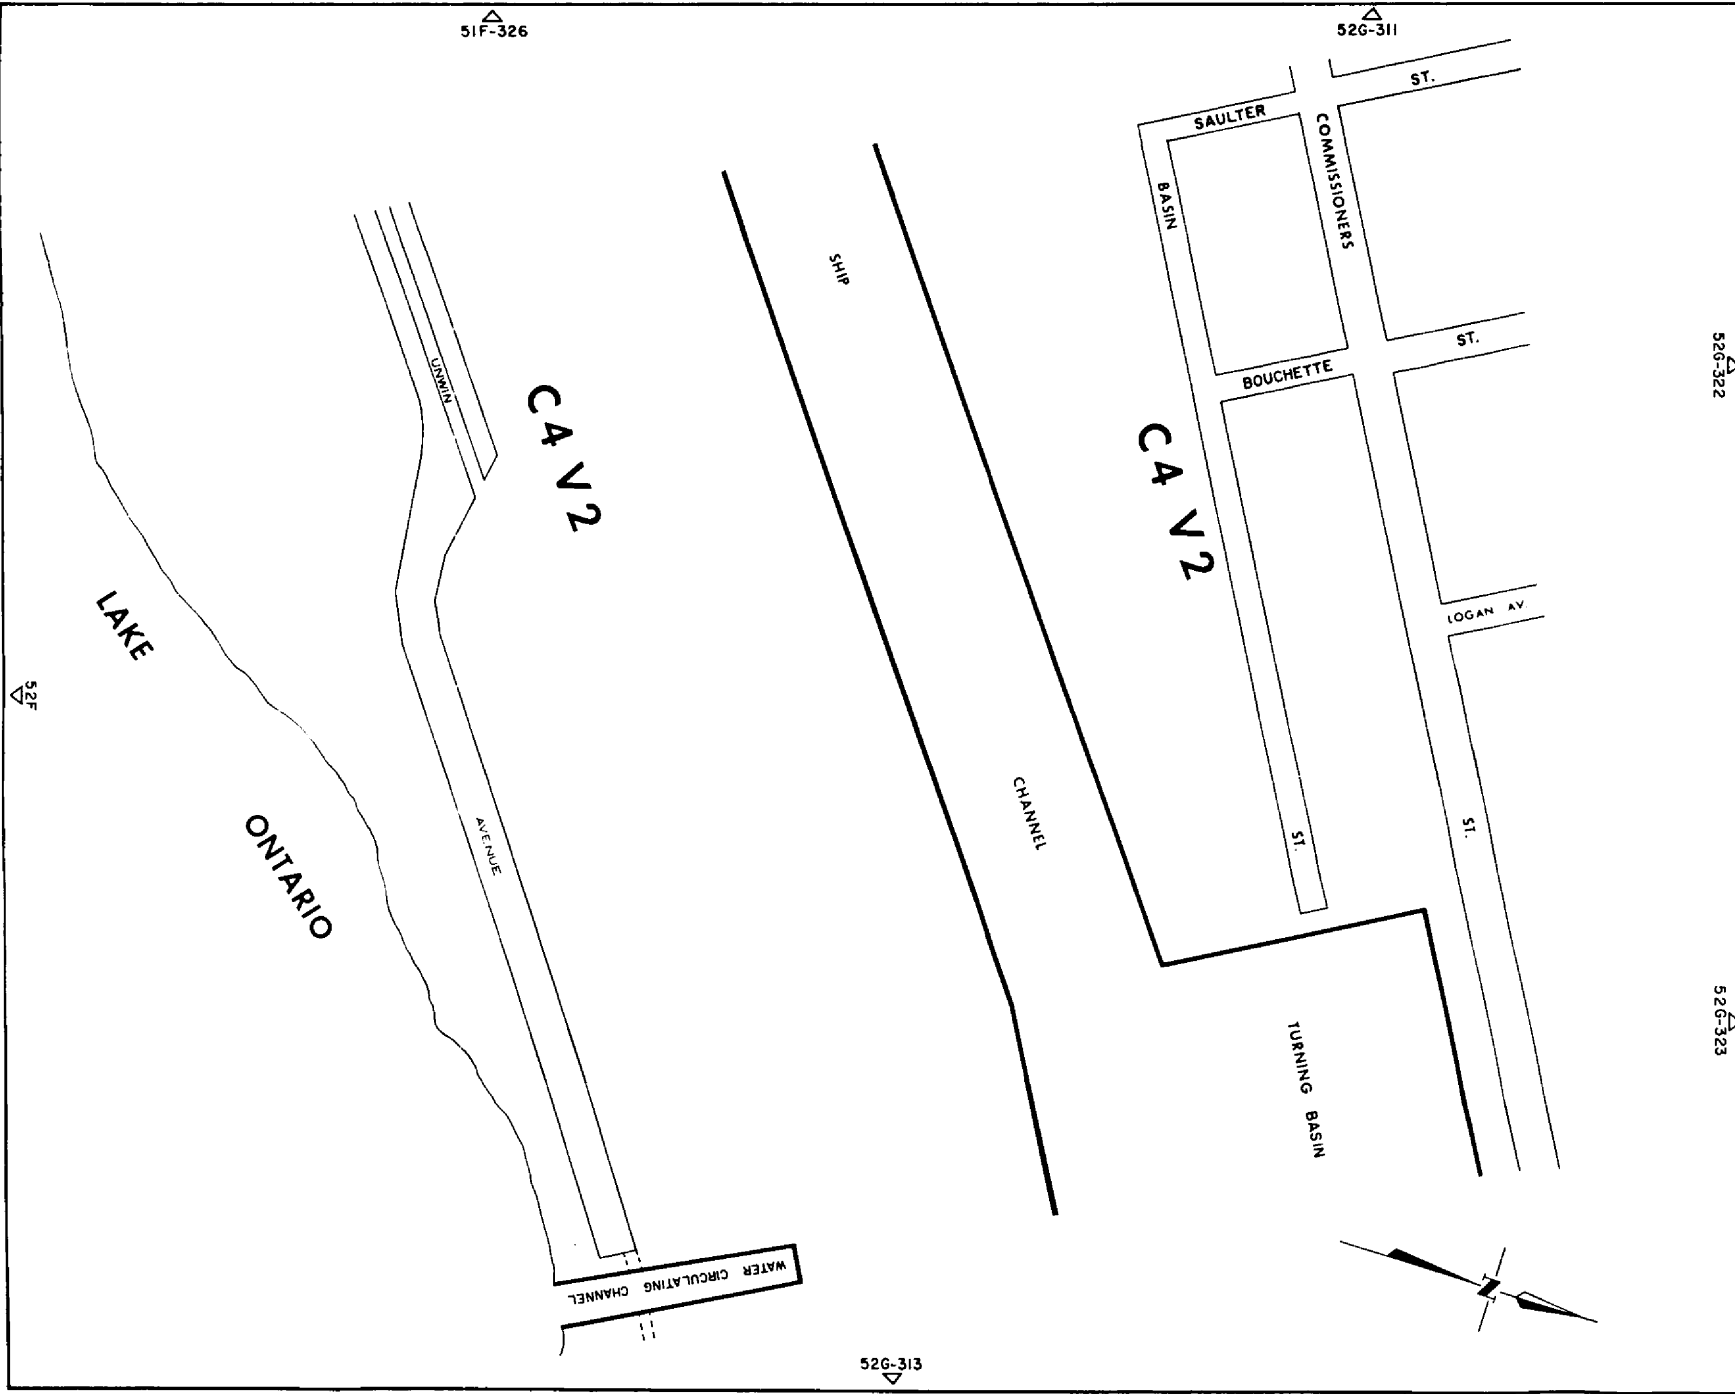 51F-326
52G-311
ST.
SAULTER
COMMISSIONERS
BASIN
SHIP
ST.
52G-322
UNWIN
BOUCHETTE
C4 V2
C4 V2
LOGAN AV.
LAKE
52F
ONTARIO
CHANNEL
AVENUE
ST.
ST.
52G-323
TURNING BASIN
WATER CIRCULATING CHANNEL
N
52G-313